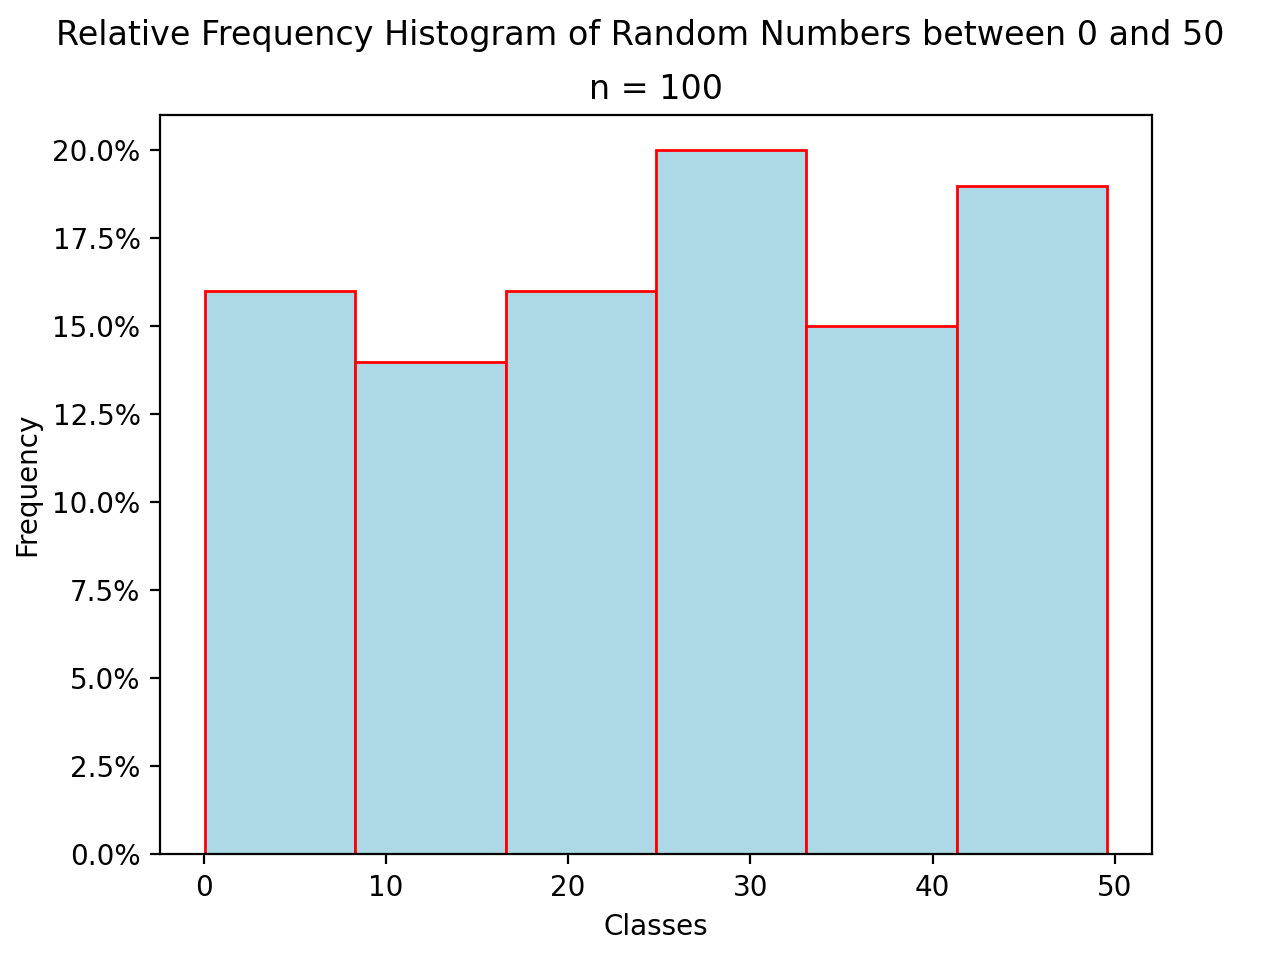 Relative Frequency Histogram of Random Numbers between 0 and 50
n = 100
20.0%
17.5%
15.0%
12.5%
10.0%
7.5%
5.0%
2.5%
0.0%
Frequency
0 10 20 30 40 50
Classes